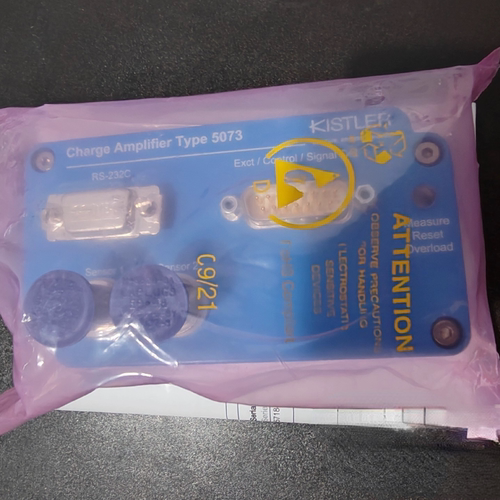 KISTLER
Charge Amplifier Type 5073
RS-232C
Exct / Control / Signal
Measure
Reset
Overload
09/21
ATTENTION
OBSERVE PRECAUTIONS
FOR HANDLING
ELECTROSTATIC
SENSITIVE
DEVICES